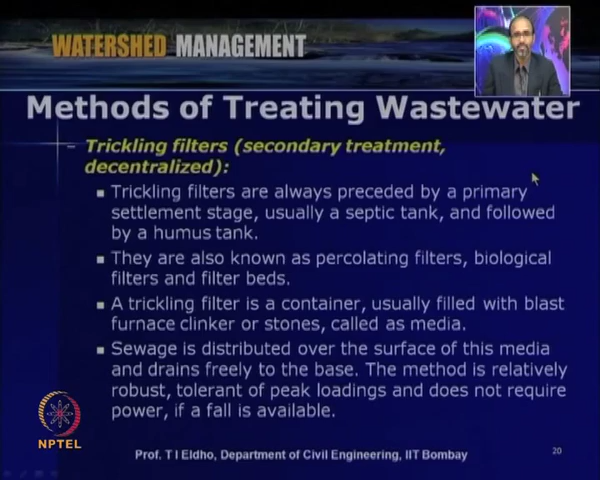 WATERSHED MANAGEMENT
Methods of Treating Wastewater
– Trickling filters (secondary treatment,
decentralized):
▪ Trickling filters are always preceded by a primary
settlement stage, usually a septic tank, and followed
by a humus tank.
▪ They are also known as percolating filters, biological
filters and filter beds.
▪ A trickling filter is a container, usually filled with blast
furnace clinker or stones, called as media.
▪ Sewage is distributed over the surface of this media
and drains freely to the base. The method is relatively
robust, tolerant of peak loadings and does not require
power, if a fall is available.
NPTEL
Prof. T I Eldho, Department of Civil Engineering, IIT Bombay
20